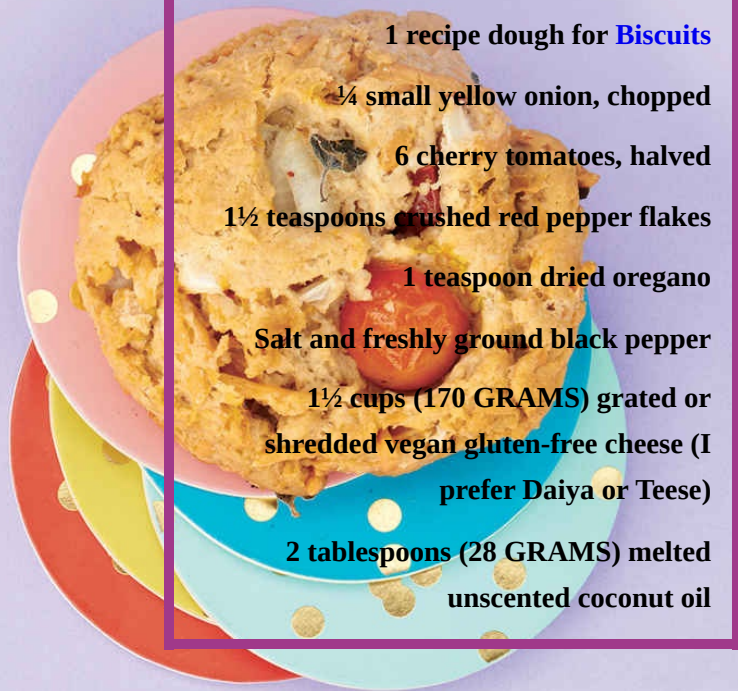 1 recipe dough for Biscuits
¼ small yellow onion, chopped
6 cherry tomatoes, halved
1½ teaspoons crushed red pepper flakes
1 teaspoon dried oregano
Salt and freshly ground black pepper
1½ cups (170 GRAMS) grated or
shredded vegan gluten-free cheese (I
prefer Daiya or Teese)
2 tablespoons (28 GRAMS) melted
unscented coconut oil